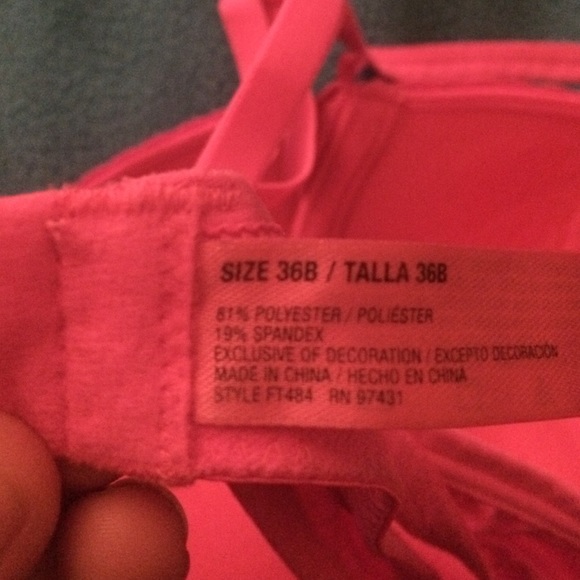 SIZE 36B / TALLA 36B
81% POLYESTER / POLIÉSTER
19% SPANDEX
EXCLUSIVE OF DECORATION / EXCEPTO DECORACIÓN
MADE IN CHINA / HECHO EN CHINA
STYLE FT484 RN 97431